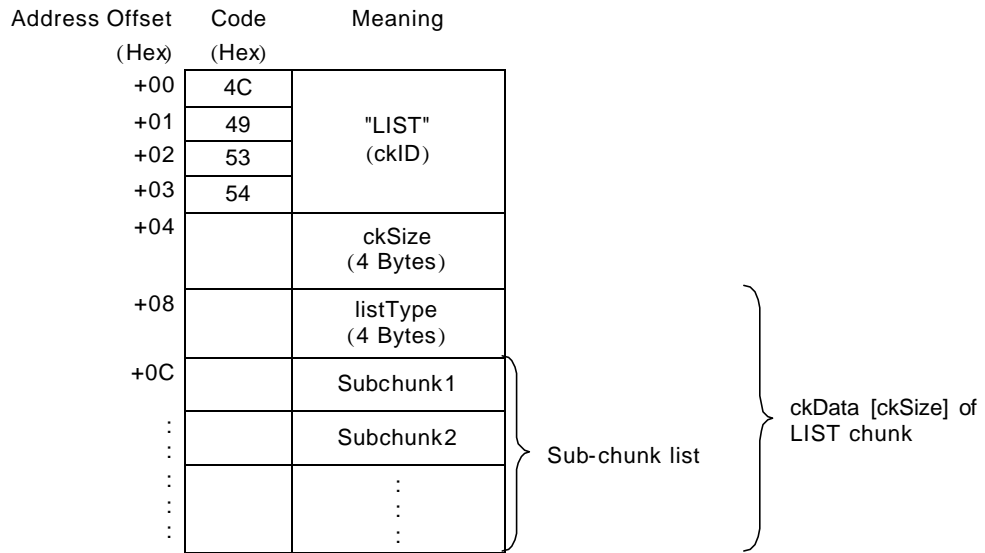 Address Offset Code Meaning
(Hex) (Hex)
+00 4C
+01 49 "LIST"
+02 53 (ckID)
+03 54
+04 ckSize
(4 Bytes)
+08 listType
(4 Bytes)
+0C Subchunk1
Subchunk2
Sub-chunk list
ckData [ckSize] of
LIST chunk